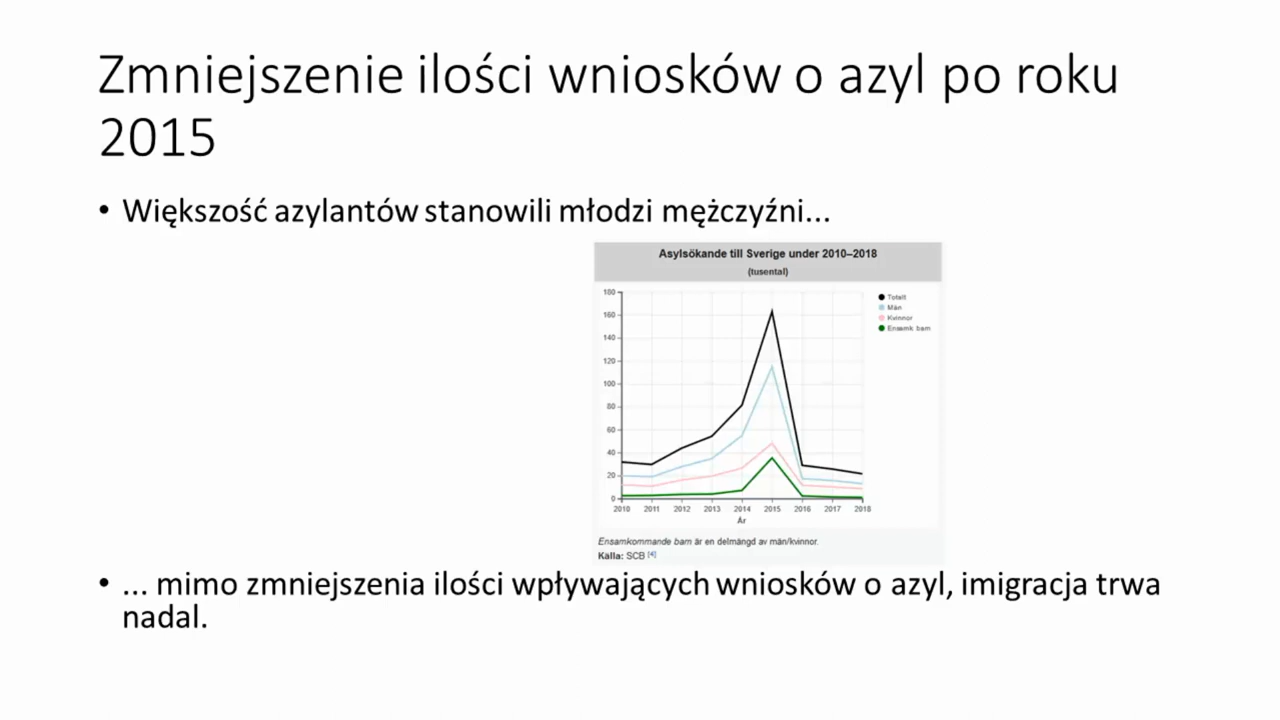 Zmniejszenie ilości wniosków o azyl po roku
2015
• Większość azylantów stanowili młodzi mężczyźni...
Asylsökande till Sverige under 2010–2018
(tusental)
180
160
140
120
100
80
60
40
20
0
2010 2011 2012 2013 2014 2015 2016 2017 2018
År
Totalt
Män
Kvinnor
Ensamk. barn
Ensamkommande barn är en delmängd av män/kvinnor.
Källa: SCB [4]
• ... mimo zmniejszenia ilości wpływających wniosków o azyl, imigracja trwa
nadal.